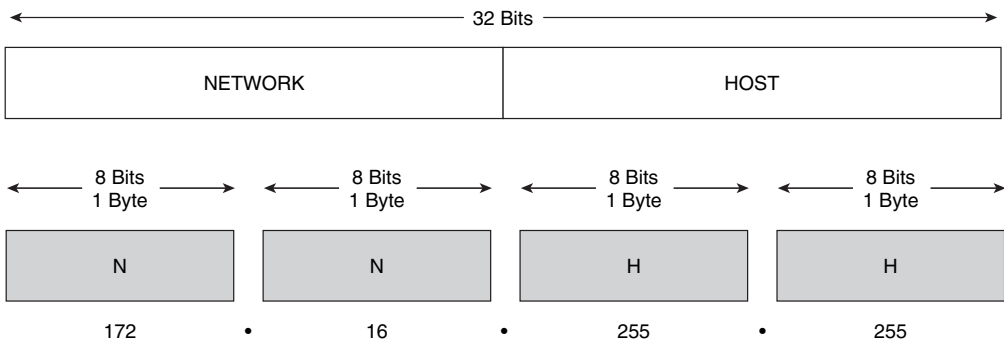 32 Bits
NETWORK HOST
8 Bits 8 Bits 8 Bits 8 Bits
1 Byte 1 Byte 1 Byte 1 Byte
N N H H
172 • 16 • 255 • 255